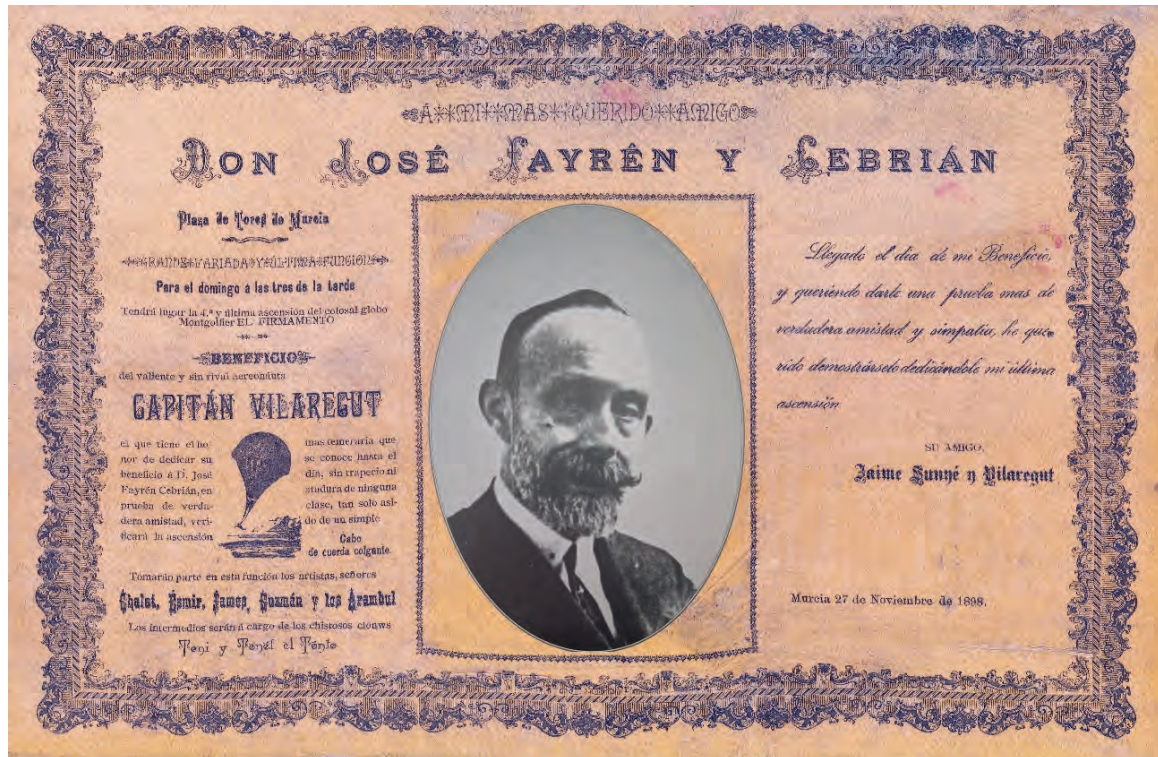 A MI MAS QUERIDO AMIGO
DON JOSÉ FAYRÉN Y CEBRIÁN
Plaza de Toros de Murcia
GRANDE VARIADA Y ÚLTIMA FUNCION
Para el domingo á las tres de la tarde
Tendrá lugar la 4.ª y última ascensión del colosal globo
Montgolfier EL FIRMAMENTO
BENEFICIO
del valiente y sin rival aereonáuta
CAPITÁN VILAREGUT
el que tiene el ho-
nor de dedicar su
beneficio á D. José
Fayrén Cebrián, en
prueba de verda-
dera amistad, veri-
ficará la ascensión
mas temeraria que
se conoce hasta el
día, sin trapecio ni
atadura de ninguna
clase, tan solo asi-
do de un simple
Cabo
de cuerda colgante.
Tomarán parte en esta función los artistas, señores
Chalut, Esmir, James, Guzmán y los Arambul
Los intermedios serán á cargo de los chistosos clonws
Toni y Tonél el Tonto
Llegado el día de mi Beneficio,
y queriendo darle una prueba mas de
verdadera amistad y simpatía, he que-
rido demostrárselo dedicándole mi última
ascensión
SU AMIGO,
Jaime Sunyé y Vilaregut
Murcia 27 de Noviembre de 1898.